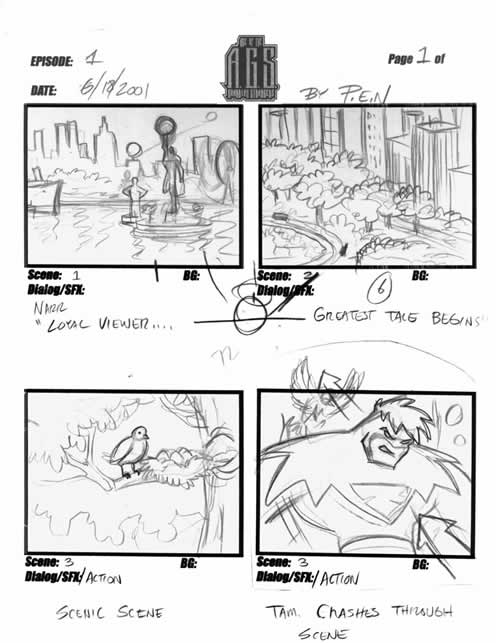 EPISODE: 1
AGS
Page 1 of
DATE: 6/18/2001
BY P.E.N
Scene: 1 BG:
Dialog/SFX:
NARR
"LOYAL VIEWER....
Scene: 2 BG:
Dialog/SFX:
6
GREATEST TALE BEGINS"
Scene: 3 BG:
Dialog/SFX:/ACTION
SCENIC SCENE
Scene: 3 BG:
Dialog/SFX:/ACTION
TAM. CRASHES THROUGH
SCENE